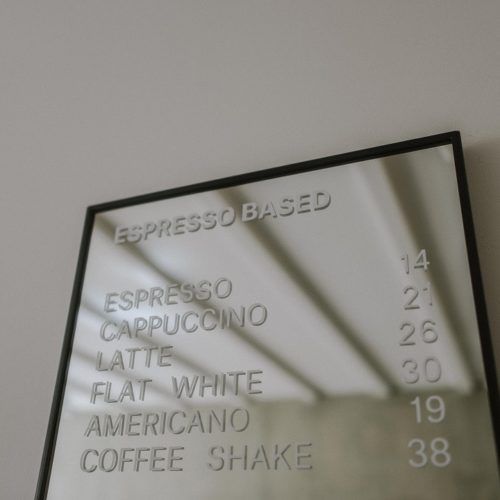 ESPRESSO BASED
ESPRESSO 14
CAPPUCCINO 21
LATTE 26
FLAT WHITE 30
AMERICANO 19
COFFEE SHAKE 38